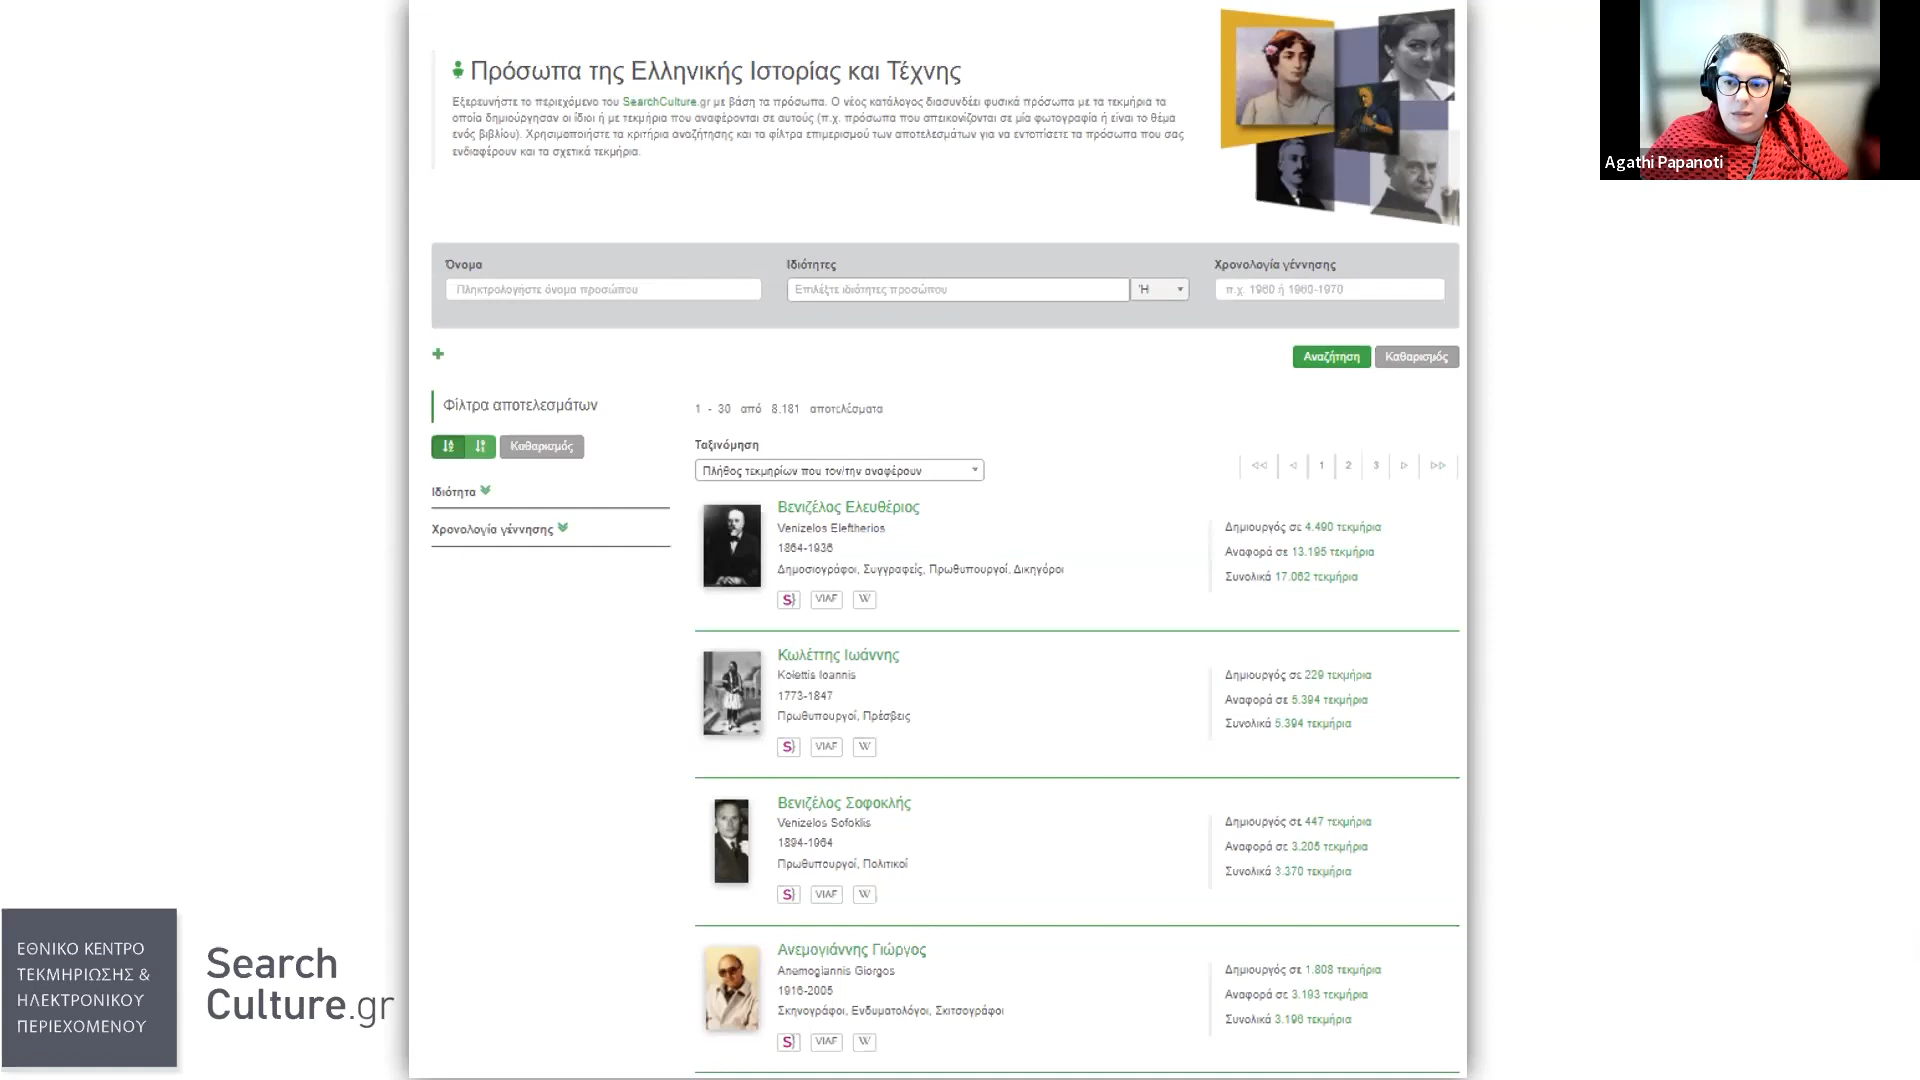 Πρόσωπα της Ελληνικής Ιστορίας και Τέχνης
Εξερευνήστε το περιεχόμενο του SearchCulture.gr με βάση τα πρόσωπα. Ο νέος κατάλογος διασυνδέει φυσικά πρόσωπα με τα τεκμήρια τα
οποία δημιούργησαν οι ίδιοι ή με τεκμήρια που αναφέρονται σε αυτούς (π.χ. πρόσωπα που απεικονίζονται σε μία φωτογραφία ή είναι το θέμα
ενός βιβλίου). Χρησιμοποιήστε τα κριτήρια αναζήτησης και τα φίλτρα επιμερισμού των αποτελεσμάτων για να εντοπίσετε τα πρόσωπα που σας
ενδιαφέρουν και τα σχετικά τεκμήρια.
Agathi Papanoti
Όνομα
Πληκτρολογήστε όνομα προσώπου
Ιδιότητες
Επιλέξτε ιδιότητες προσώπου
Ή
Χρονολογία γέννησης
π.χ. 1960 ή 1960-1970
Αναζήτηση
Καθαρισμός
Φίλτρα αποτελεσμάτων
Καθαρισμός
Ιδιότητα
Χρονολογία γέννησης
1 - 30 από 8.181 αποτελέσματα
Ταξινόμηση
Πλήθος τεκμηρίων που τον/την αναφέρουν
1 2 3
Βενιζέλος Ελευθέριος
Venizelos Eleftherios
1864-1936
Δημοσιογράφοι, Συγγραφείς, Πρωθυπουργοί, Δικηγόροι
S} VIAF W
Δημιουργός σε 4.490 τεκμήρια
Αναφορά σε 13.195 τεκμήρια
Συνολικά 17.062 τεκμήρια
Κωλέττης Ιωάννης
Kolettis Ioannis
1773-1847
Πρωθυπουργοί, Πρέσβεις
S} VIAF W
Δημιουργός σε 229 τεκμήρια
Αναφορά σε 5.394 τεκμήρια
Συνολικά 5.394 τεκμήρια
Βενιζέλος Σοφοκλής
Venizelos Sofoklis
1894-1964
Πρωθυπουργοί, Πολιτικοί
S} VIAF W
Δημιουργός σε 447 τεκμήρια
Αναφορά σε 3.205 τεκμήρια
Συνολικά 3.370 τεκμήρια
Ανεμογιάννης Γιώργος
Anemogiannis Giorgos
1916-2005
Σκηνογράφοι, Ενδυματολόγοι, Σκιτσογράφοι
S} VIAF W
Δημιουργός σε 1.808 τεκμήρια
Αναφορά σε 3.193 τεκμήρια
Συνολικά 3.196 τεκμήρια
ΕΘΝΙΚΟ ΚΕΝΤΡΟ
ΤΕΚΜΗΡΙΩΣΗΣ &
ΗΛΕΚΤΡΟΝΙΚΟΥ
ΠΕΡΙΕΧΟΜΕΝΟΥ
Search
Culture.gr